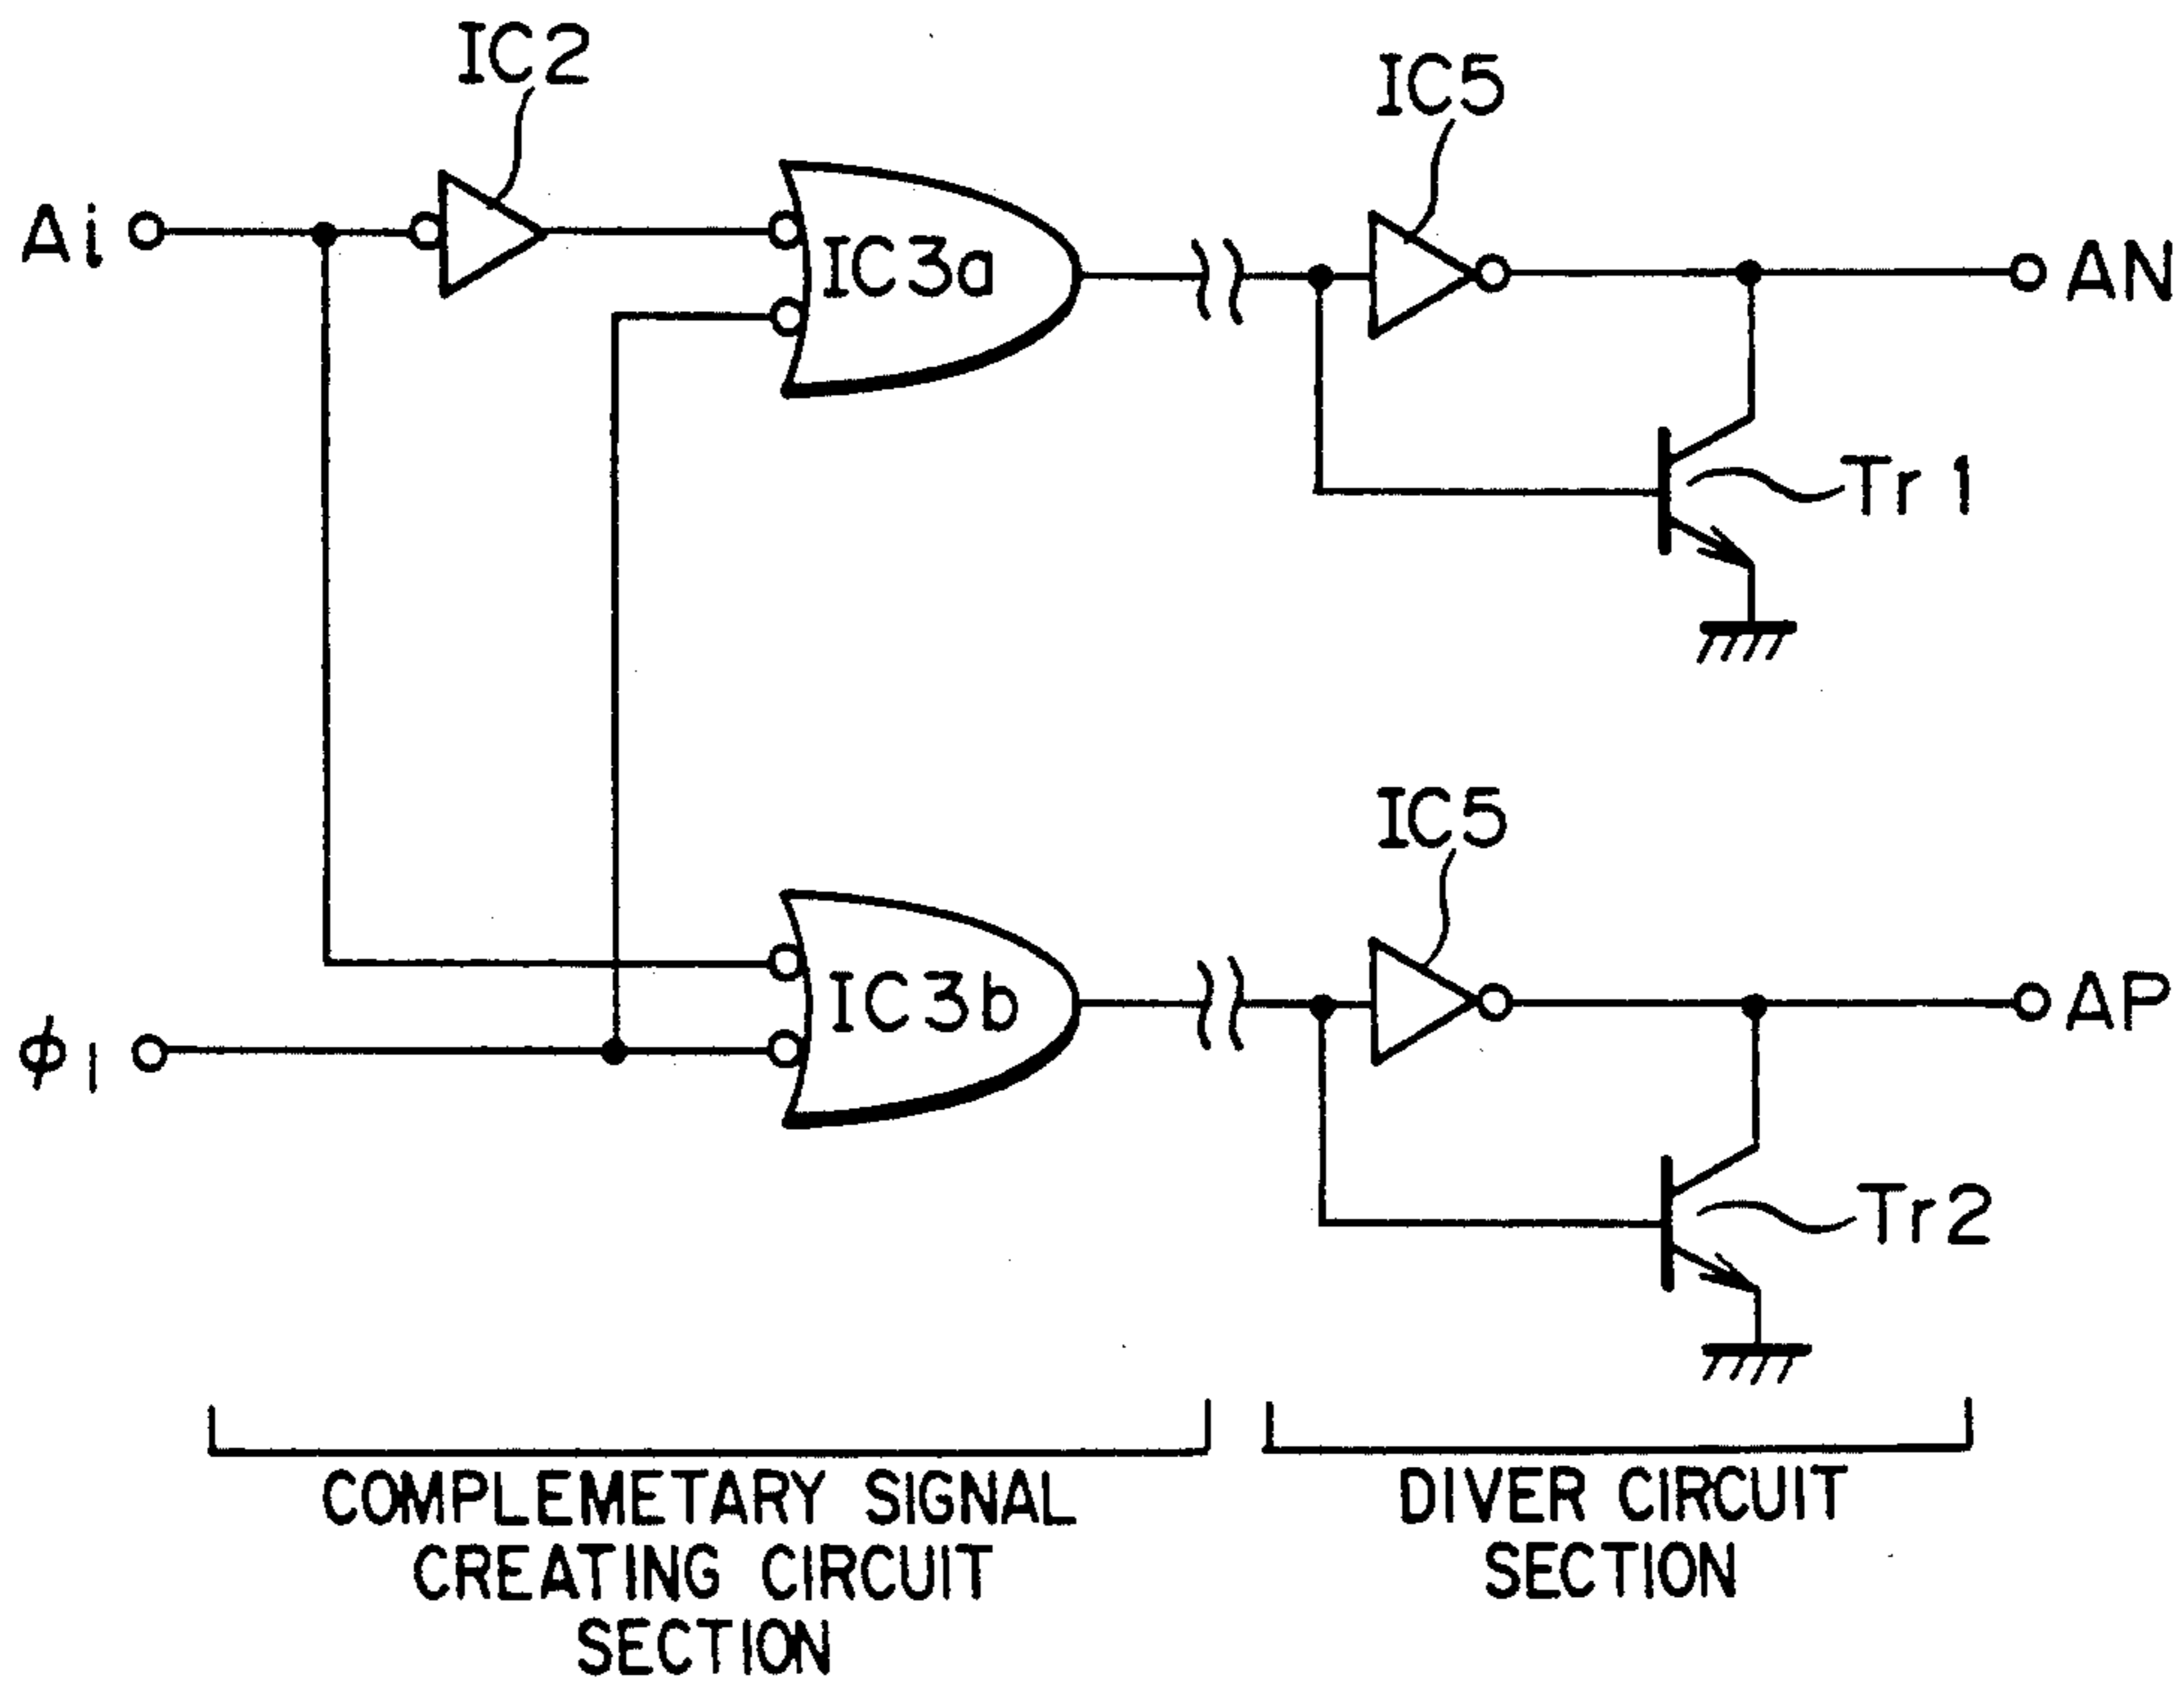 IC2
IC5
Ai
IC3a
AN
Tr 1
IC5
IC3b
AP
φ1
Tr2
COMPLEMETARY SIGNAL
CREATING CIRCUIT
SECTION
DIVER CIRCUIT
SECTION